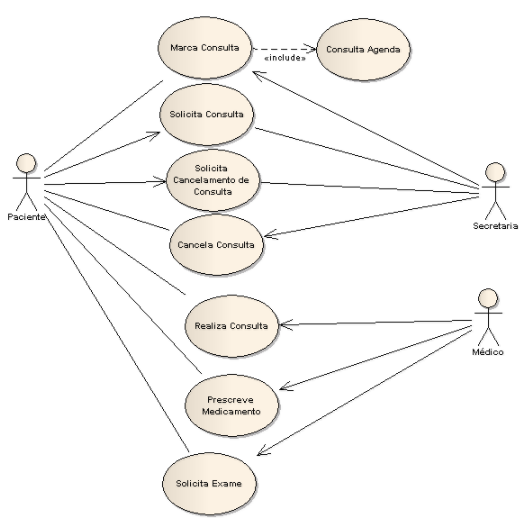 Marca Consulta
«include»
Consulta Agenda
Solicita Consulta
Solicita
Cancelamento de
Consulta
Paciente
Secretaria
Cancela Consulta
Realiza Consulta
Médico
Prescreve
Medicamento
Solicita Exame